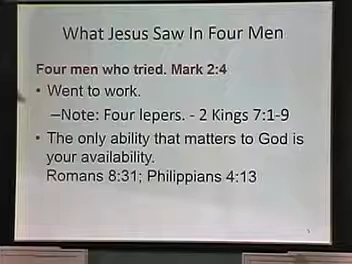 What Jesus Saw In Four Men
Four men who tried. Mark 2:4
• Went to work.
–Note: Four lepers. - 2 Kings 7:1-9
• The only ability that matters to God is
your availability.
Romans 8:31; Philippians 4:13